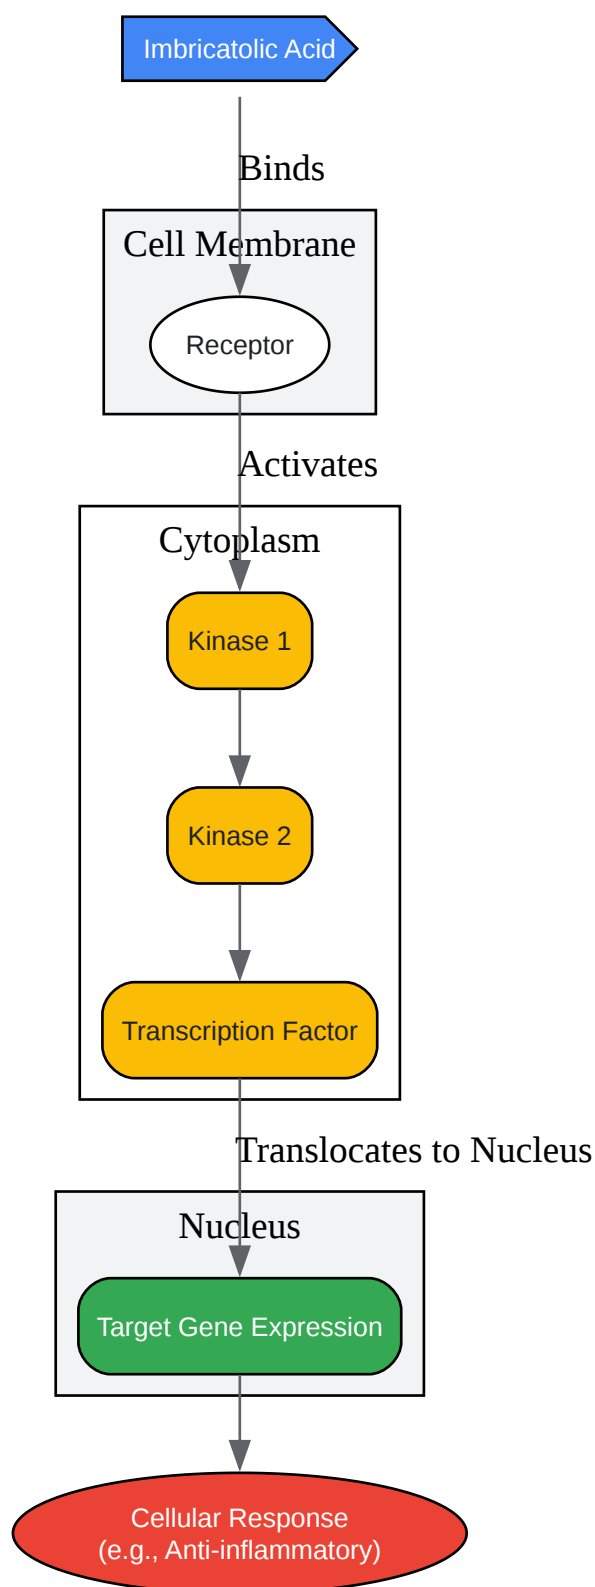 Imbricatolic Acid
Binds
Cell Membrane
Receptor
Activates
Cytoplasm
Kinase 1
Kinase 2
Transcription Factor
Translocates to Nucleus
Nucleus
Target Gene Expression
Cellular Response
(e.g., Anti-inflammatory)